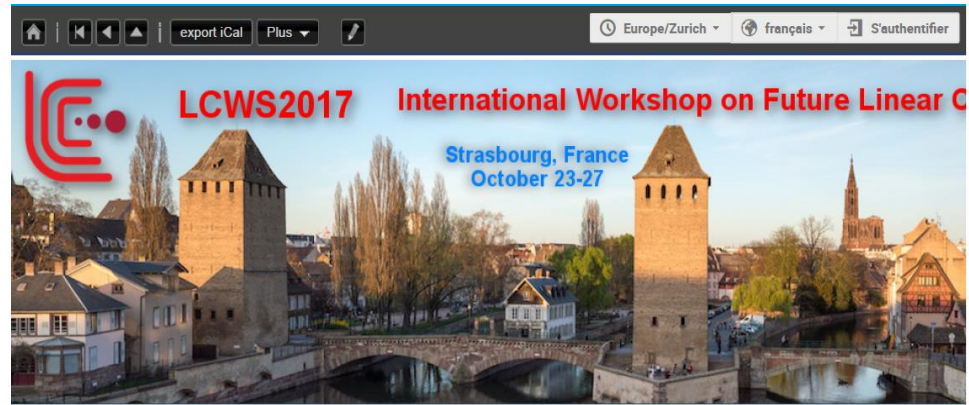 export iCal Plus
Europe/Zurich français S'authentifier
LCWS2017 International Workshop on Future Linear C
Strasbourg, France
October 23-27